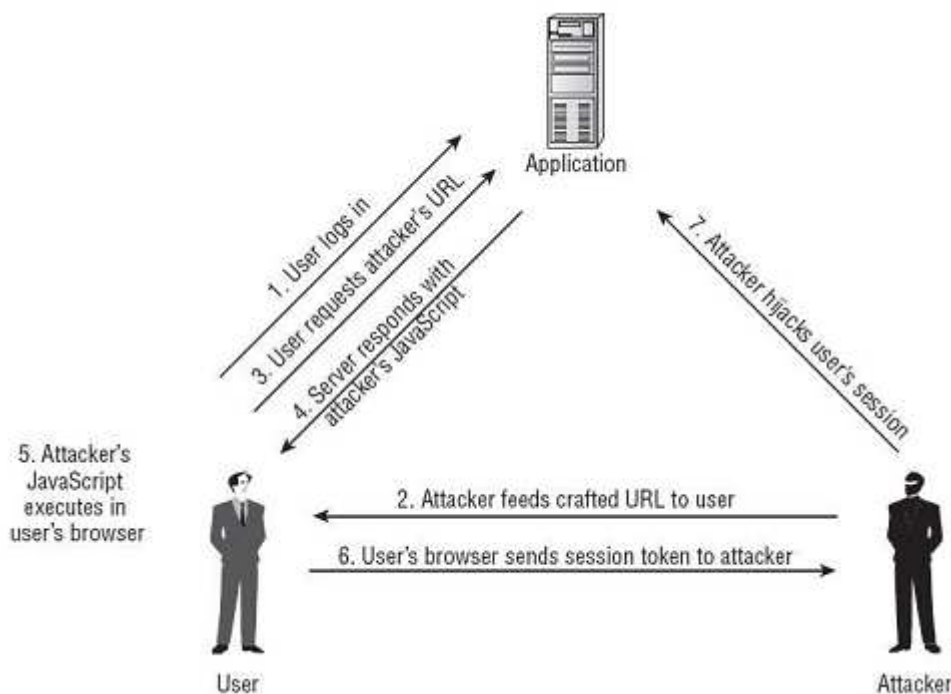 Application
1. User logs in
3. User requests attacker's URL
4. Server responds with
attacker's JavaScript
7. Attacker hijacks user's session
5. Attacker's
JavaScript
executes in
user's browser
2. Attacker feeds crafted URL to user
6. User's browser sends session token to attacker
User
Attacker